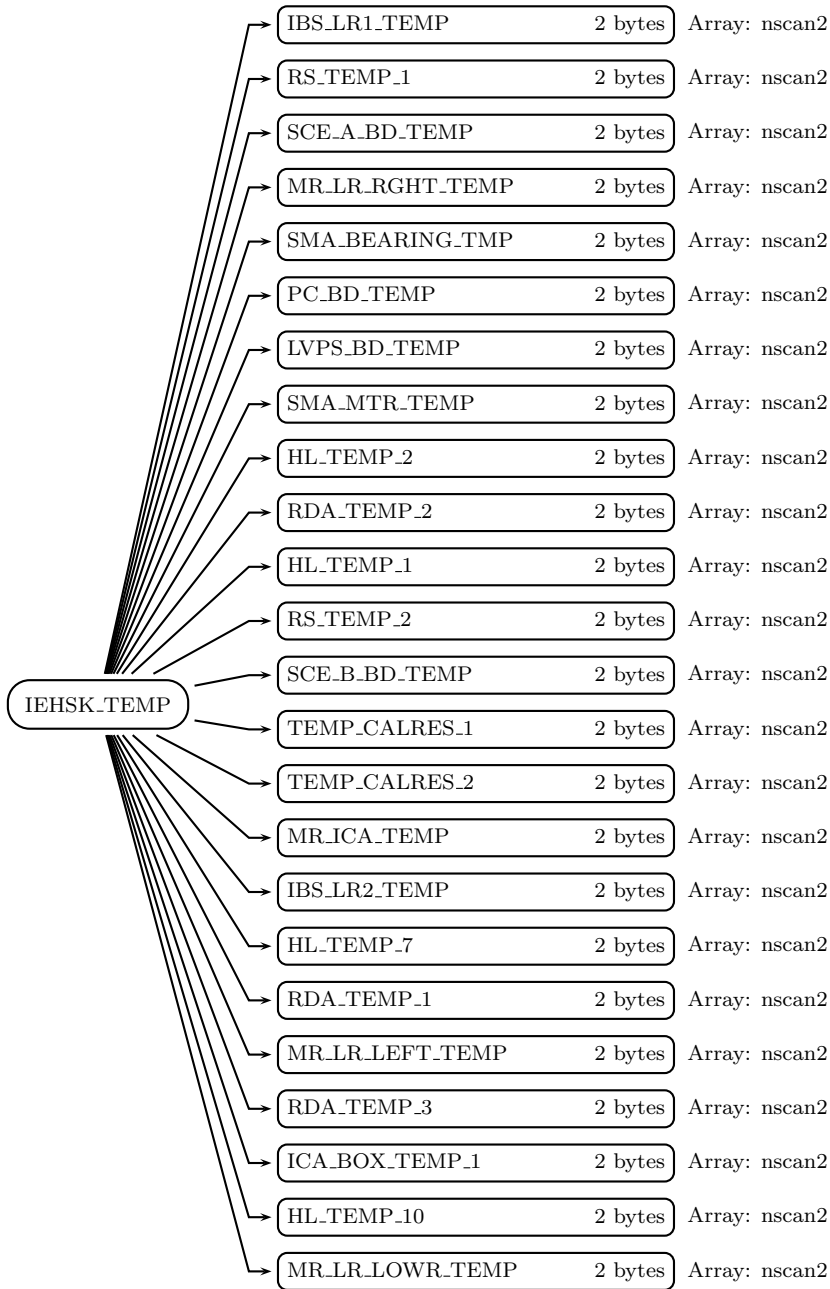 IBS_LR1_TEMP 2 bytes Array: nscan2
RS_TEMP_1 2 bytes Array: nscan2
SCE_A_BD_TEMP 2 bytes Array: nscan2
MR_LR_RGHT_TEMP 2 bytes Array: nscan2
SMA_BEARING_TMP 2 bytes Array: nscan2
PC_BD_TEMP 2 bytes Array: nscan2
LVPS_BD_TEMP 2 bytes Array: nscan2
SMA_MTR_TEMP 2 bytes Array: nscan2
HL_TEMP_2 2 bytes Array: nscan2
RDA_TEMP_2 2 bytes Array: nscan2
HL_TEMP_1 2 bytes Array: nscan2
RS_TEMP_2 2 bytes Array: nscan2
SCE_B_BD_TEMP 2 bytes Array: nscan2
IEHSK_TEMP
TEMP_CALRES_1 2 bytes Array: nscan2
TEMP_CALRES_2 2 bytes Array: nscan2
MR_ICA_TEMP 2 bytes Array: nscan2
IBS_LR2_TEMP 2 bytes Array: nscan2
HL_TEMP_7 2 bytes Array: nscan2
RDA_TEMP_1 2 bytes Array: nscan2
MR_LR_LEFT_TEMP 2 bytes Array: nscan2
RDA_TEMP_3 2 bytes Array: nscan2
ICA_BOX_TEMP_1 2 bytes Array: nscan2
HL_TEMP_10 2 bytes Array: nscan2
MR_LR_LOWR_TEMP 2 bytes Array: nscan2